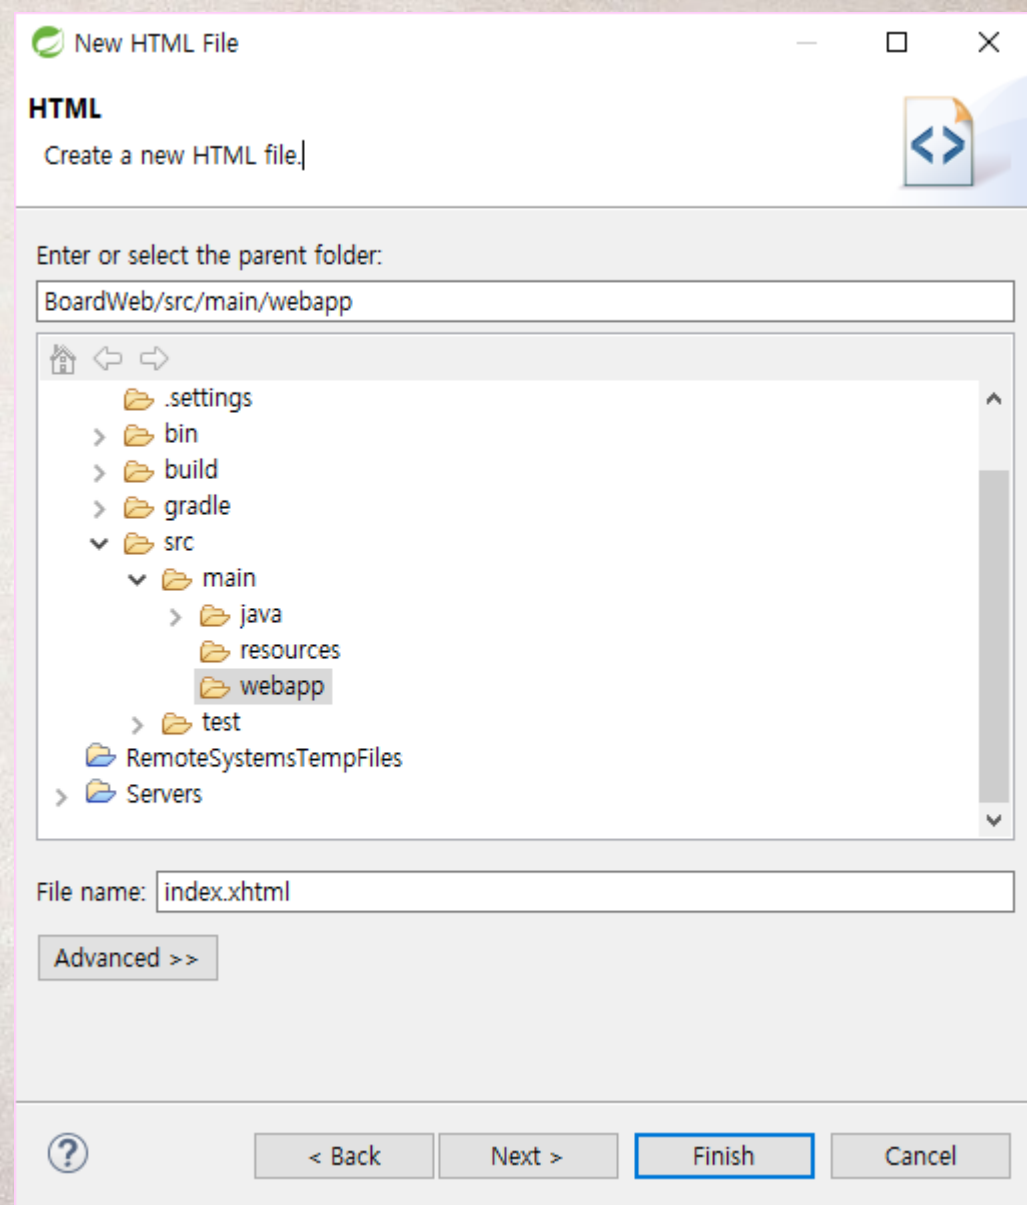 New HTML File
HTML
Create a new HTML file.
Enter or select the parent folder:
BoardWeb/src/main/webapp
.settings
bin
build
gradle
src
main
java
resources
webapp
test
RemoteSystemsTempFiles
Servers
File name: index.xhtml
Advanced >>
? < Back Next > Finish Cancel